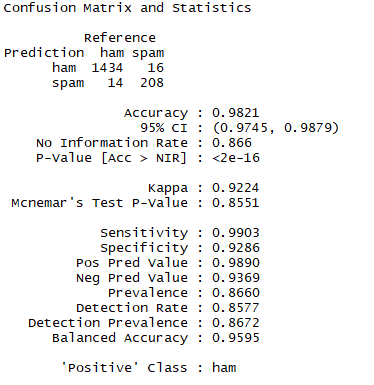 Confusion Matrix and Statistics
Reference
Prediction ham spam
ham 1434 16
spam 14 208
Accuracy : 0.9821
95% CI : (0.9745, 0.9879)
No Information Rate : 0.866
P-Value [Acc > NIR] : <2e-16
Kappa : 0.9224
Mcnemar's Test P-Value : 0.8551
Sensitivity : 0.9903
Specificity : 0.9286
Pos Pred Value : 0.9890
Neg Pred Value : 0.9369
Prevalence : 0.8660
Detection Rate : 0.8577
Detection Prevalence : 0.8672
Balanced Accuracy : 0.9595
'Positive' Class : ham